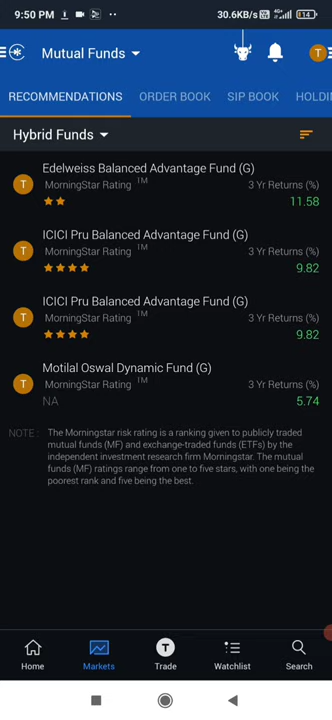 9:50 PM
30.6KB/s
4G+
14
Mutual Funds
T
RECOMMENDATIONS
ORDER BOOK
SIP BOOK
HOLDI
Hybrid Funds
T
Edelweiss Balanced Advantage Fund (G)
MorningStar Rating 1M
3 Yr Returns (%)
11.58
T
ICICI Pru Balanced Advantage Fund (G)
MorningStar Rating 1M
3 Yr Returns (%)
9.82
T
ICICI Pru Balanced Advantage Fund (G)
MorningStar Rating 1M
3 Yr Returns (%)
9.82
T
Motilal Oswal Dynamic Fund (G)
MorningStar Rating 1M
3 Yr Returns (%)
NA
5.74
NOTE :
The Morningstar risk rating is a ranking given to publicly traded
mutual funds (MF) and exchange-traded funds (ETFs) by the
independent investment research firm Morningstar. The mutual
funds (MF) ratings range from one to five stars, with one being the
poorest rank and five being the best.
Home
Markets
T
Trade
Watchlist
Search